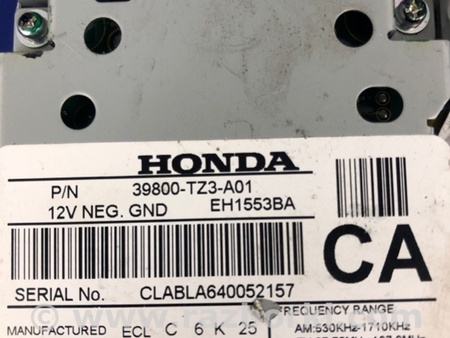 HONDA
P/N 39800-TZ3-A01
12V NEG. GND EH1553BA
CA
SERIAL No. CLABLA640052157
FREQUENCY RANGE
MANUFACTURED ECL C 6 K 25
AM:530KHz-1710KHz